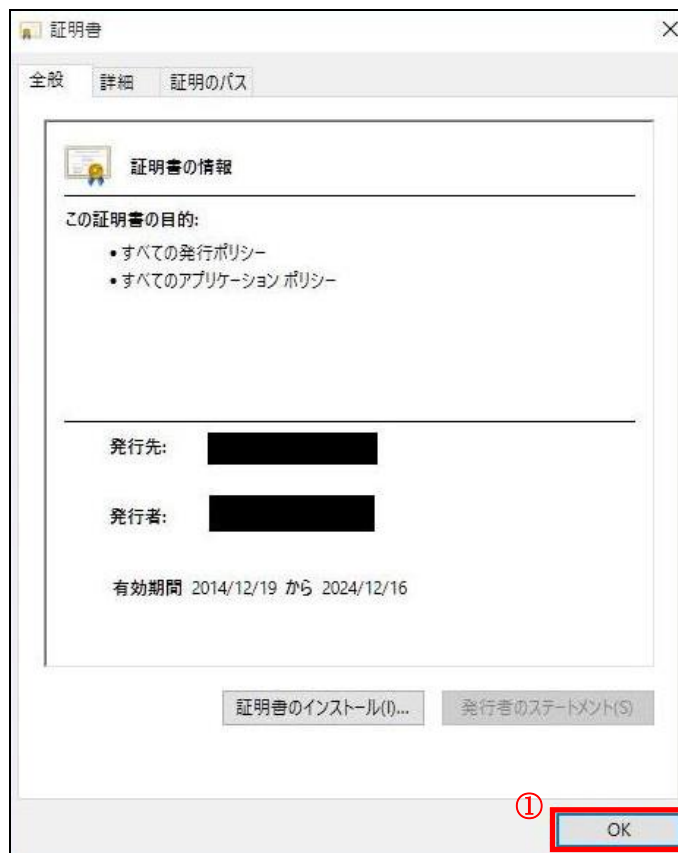 証明書
全般 詳細 証明のパス
証明書の情報
この証明書の目的:
• すべての発行ポリシー
• すべてのアプリケーション ポリシー
発行先:
発行者:
有効期間 2014/12/19 から 2024/12/16
証明書のインストール(I)... 発行者のステートメント(S)
①
OK